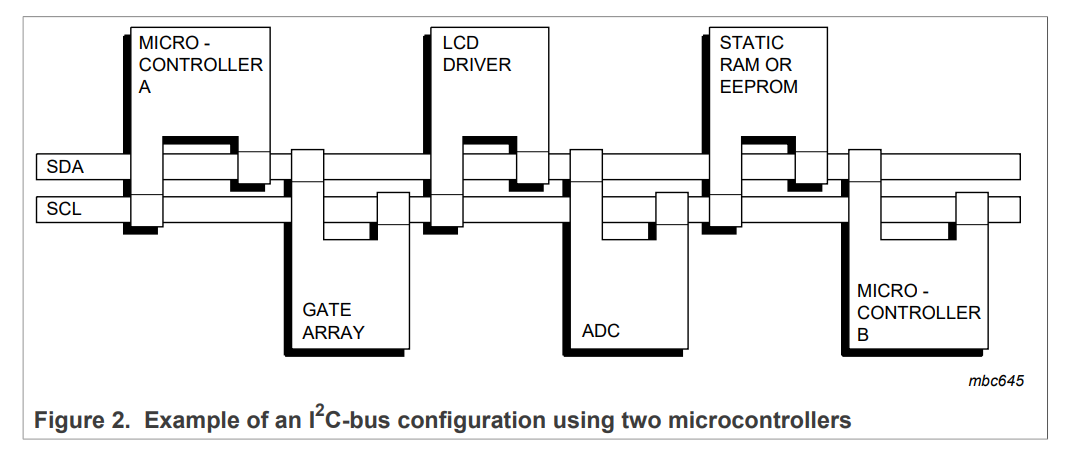 MICRO -
CONTROLLER
A
LCD
DRIVER
STATIC
RAM OR
EEPROM
SDA
SCL
GATE
ARRAY
ADC
MICRO -
CONTROLLER
B
mbc645
Figure 2. Example of an I²C-bus configuration using two microcontrollers